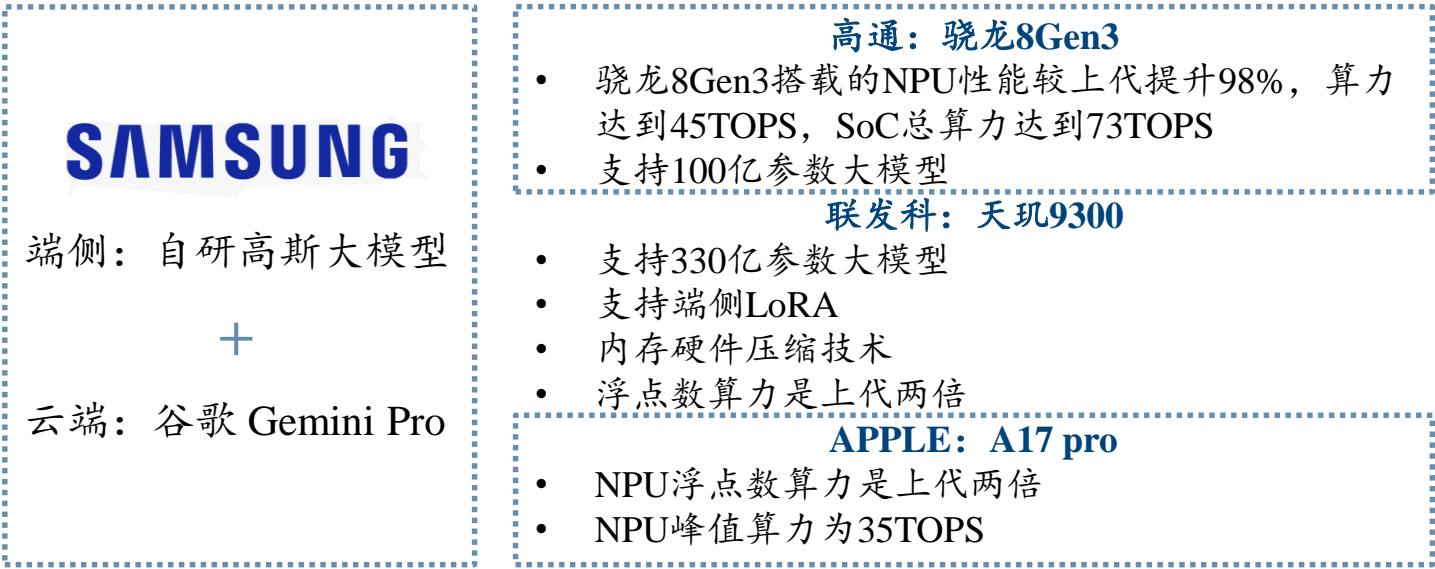 SAMSUNG
端侧：自研高斯大模型
+
云端：谷歌 Gemini Pro
高通：骁龙8Gen3
• 骁龙8Gen3搭载的NPU性能较上代提升98%，算力
达到45TOPS，SoC总算力达到73TOPS
• 支持100亿参数大模型
联发科：天玑9300
• 支持330亿参数大模型
• 支持端侧LoRA
• 内存硬件压缩技术
• 浮点数算力是上代两倍
APPLE：A17 pro
• NPU浮点数算力是上代两倍
• NPU峰值算力为35TOPS